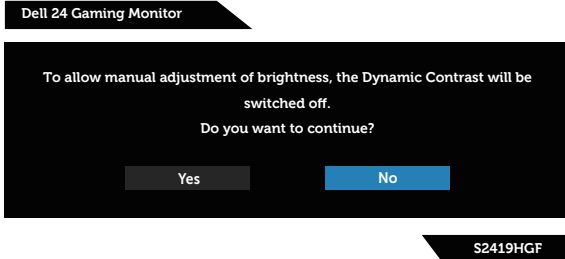 Dell 24 Gaming Monitor
To allow manual adjustment of brightness, the Dynamic Contrast will be
switched off.
Do you want to continue?
Yes
No
S2419HGF